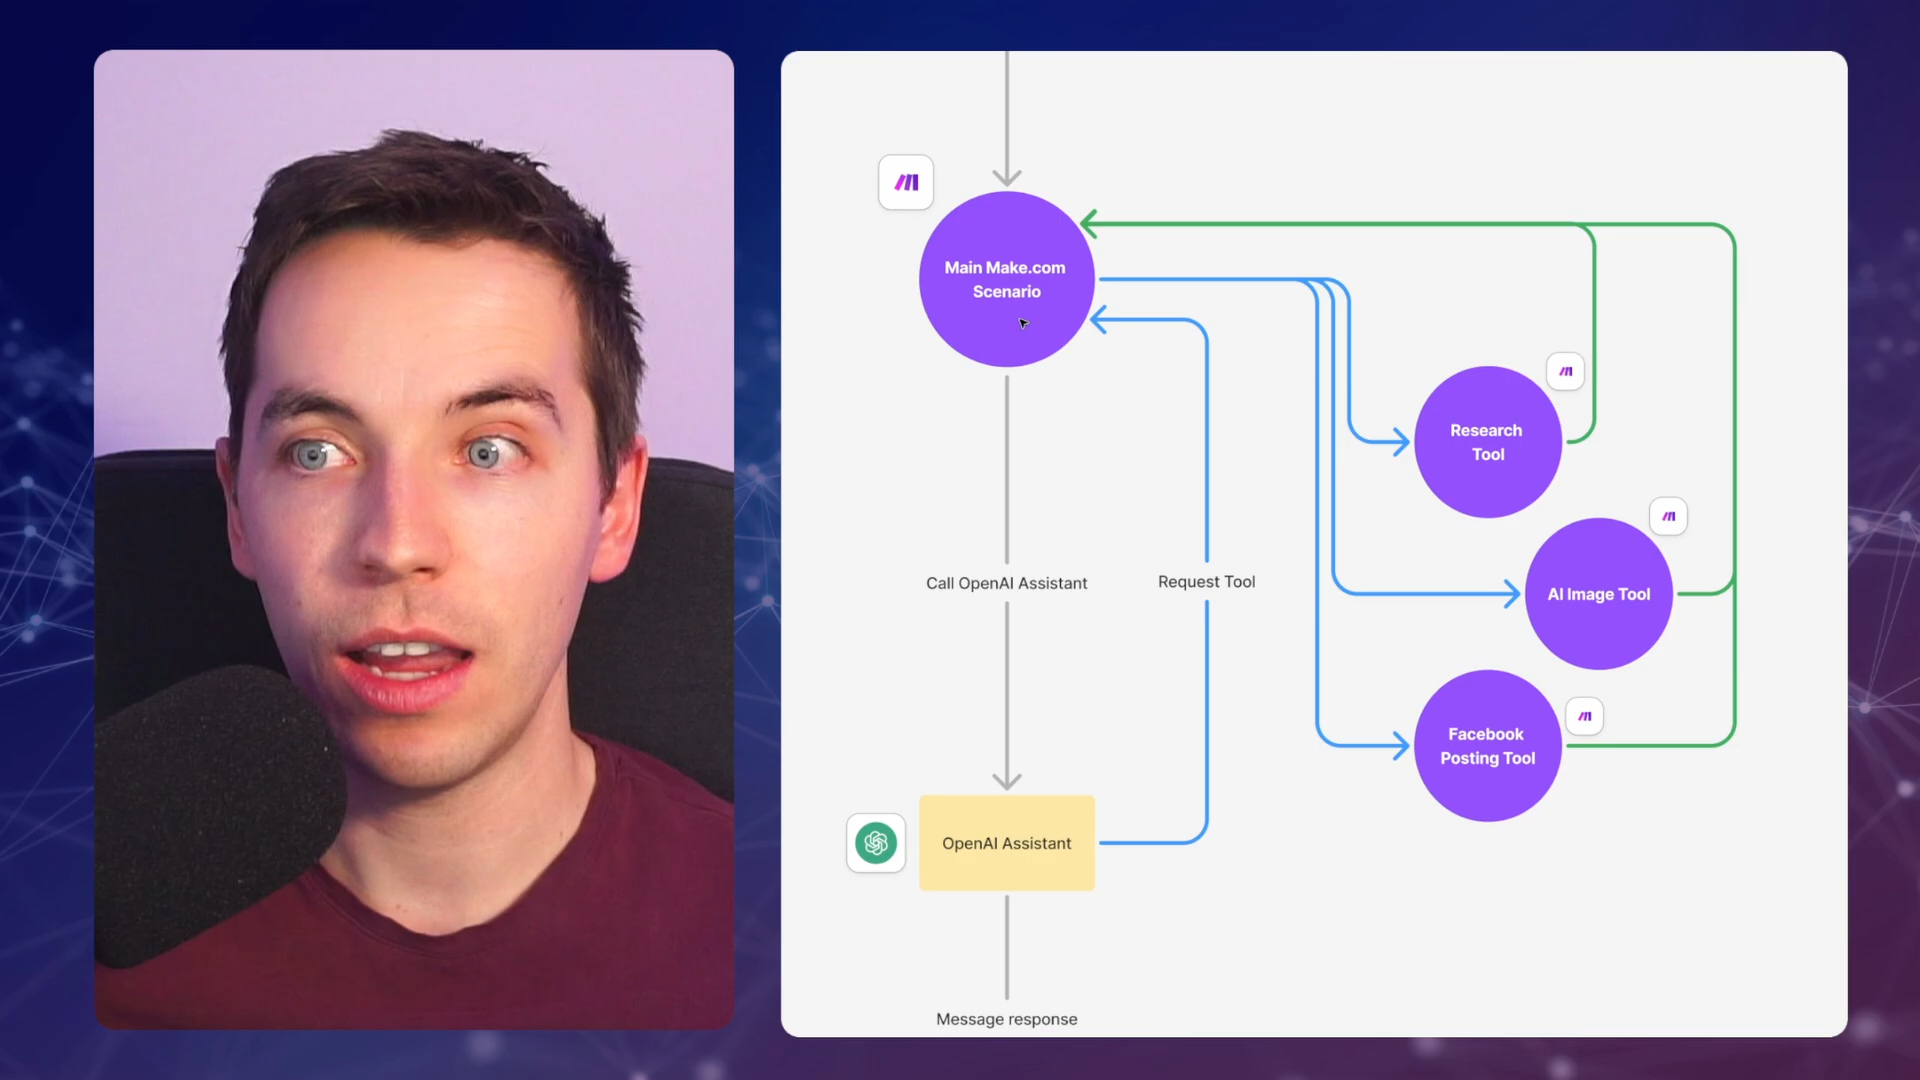 Main Make.com
Scenario
Research
Tool
Call OpenAI Assistant
Request Tool
AI Image Tool
Facebook
Posting Tool
OpenAI Assistant
Message response